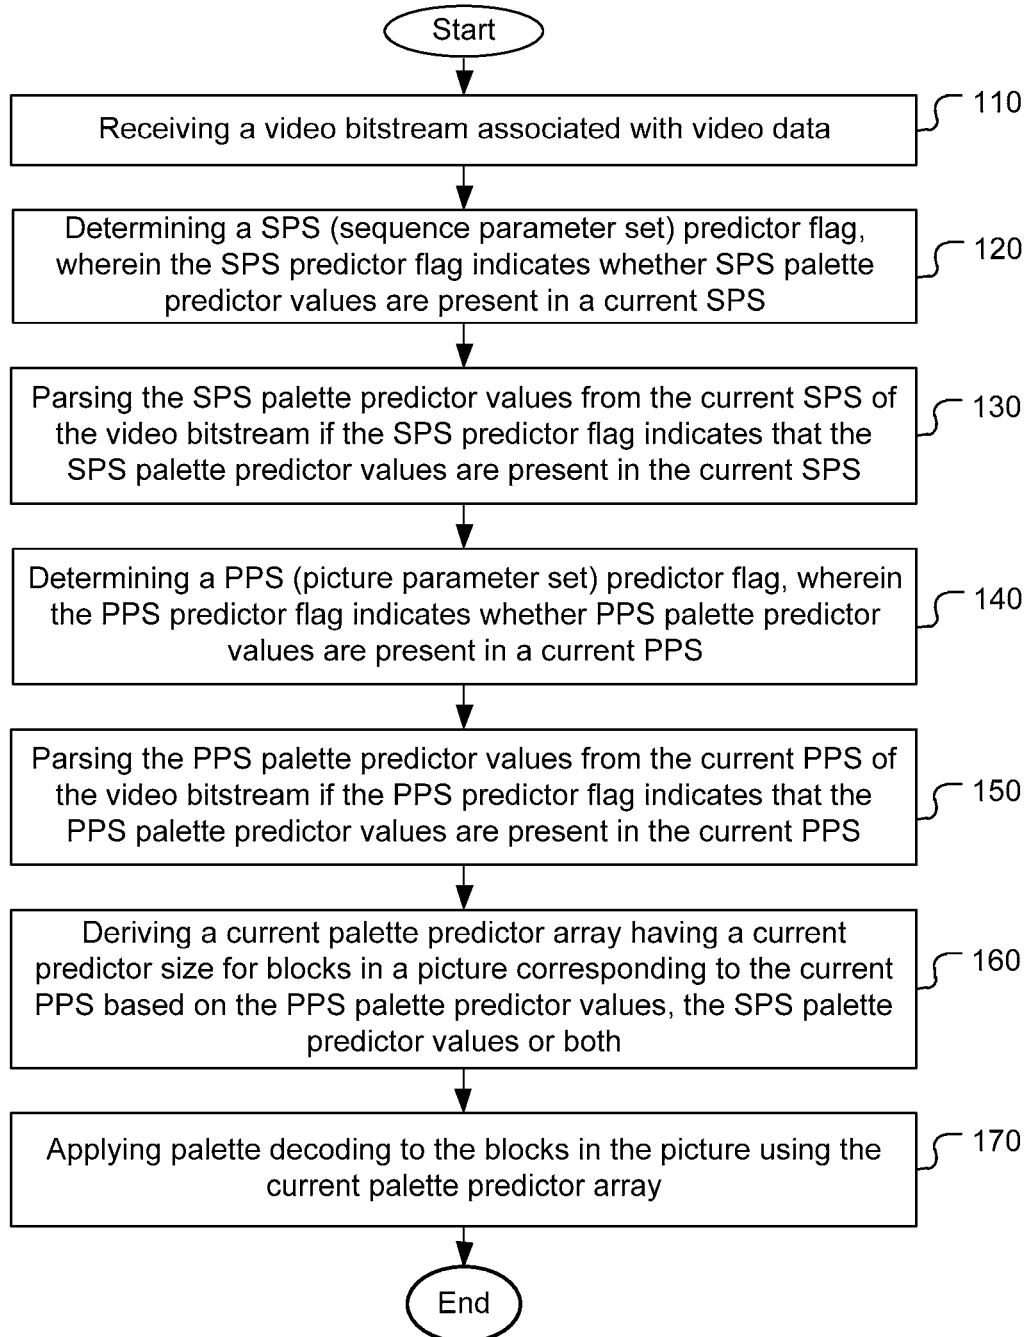 Start
110
Receiving a video bitstream associated with video data
Determining a SPS (sequence parameter set) predictor flag,
wherein the SPS predictor flag indicates whether SPS palette
predictor values are present in a current SPS
120
Parsing the SPS palette predictor values from the current SPS of
the video bitstream if the SPS predictor flag indicates that the
SPS palette predictor values are present in the current SPS
130
Determining a PPS (picture parameter set) predictor flag, wherein
the PPS predictor flag indicates whether PPS palette predictor
values are present in a current PPS
140
Parsing the PPS palette predictor values from the current PPS of
the video bitstream if the PPS predictor flag indicates that the
PPS palette predictor values are present in the current PPS
150
Deriving a current palette predictor array having a current
predictor size for blocks in a picture corresponding to the current
PPS based on the PPS palette predictor values, the SPS palette
predictor values or both
160
Applying palette decoding to the blocks in the picture using the
current palette predictor array
170
End